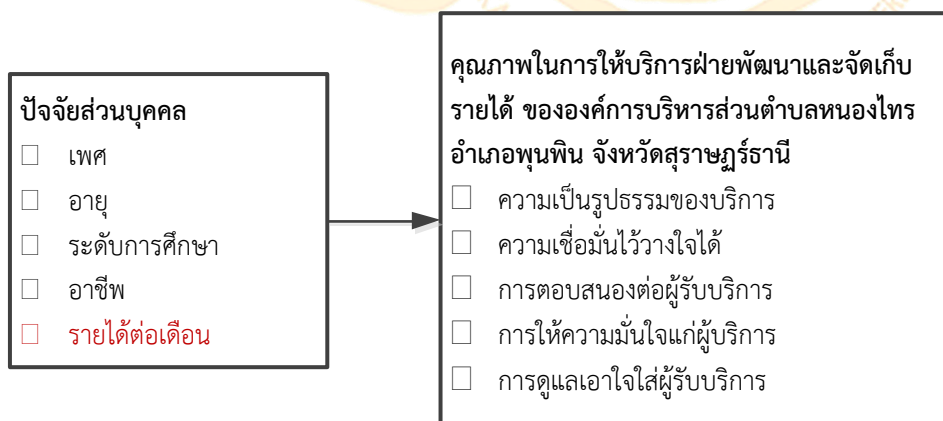 ปัจจัยส่วนบุคคล
☐ เพศ
☐ อายุ
☐ ระดับการศึกษา
☐ อาชีพ
☐ รายได้ต่อเดือน
คุณภาพในการให้บริการฝ่ายพัฒนาและจัดเก็บ
รายได้ ขององค์การบริหารส่วนตำบลหนองไทร
อำเภอพุนพิน จังหวัดสุราษฏร์ธานี
☐ ความเป็นรูปธรรมของบริการ
☐ ความเชื่อมั่นไว้วางใจได้
☐ การตอบสนองต่อผู้รับบริการ
☐ การให้ความมั่นใจแก่ผู้บริการ
☐ การดูแลเอาใจใส่ผู้รับบริการ